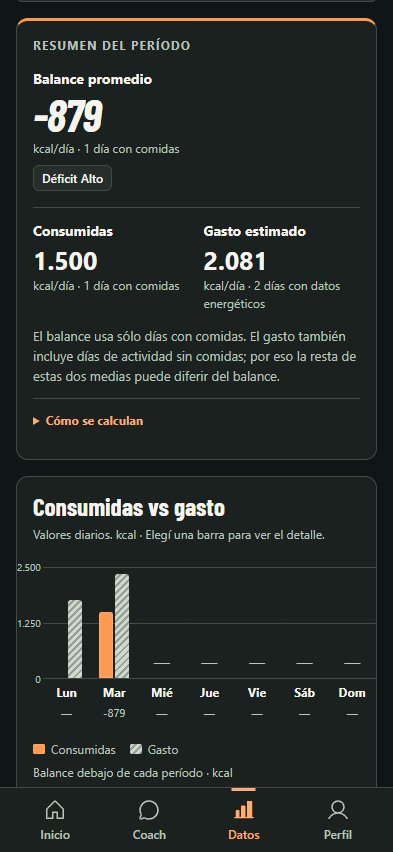 RESUMEN DEL PERÍODO
Balance promedio
-879
kcal/día · 1 día con comidas
Déficit Alto
Consumidas
1.500
kcal/día · 1 día con comidas
Gasto estimado
2.081
kcal/día · 2 días con datos
energéticos
El balance usa sólo días con comidas. El gasto también
incluye días de actividad sin comidas; por eso la resta de
estas dos medias puede diferir del balance.
Cómo se calculan
Consumidas vs gasto
Valores diarios. kcal · Elegí una barra para ver el detalle.
2.500
1.250
0
— — — — —
Lun Mar Mié Jue Vie Sáb Dom
— -879 — — — — —
Consumidas Gasto
Balance debajo de cada período · kcal
Inicio Coach Datos Perfil